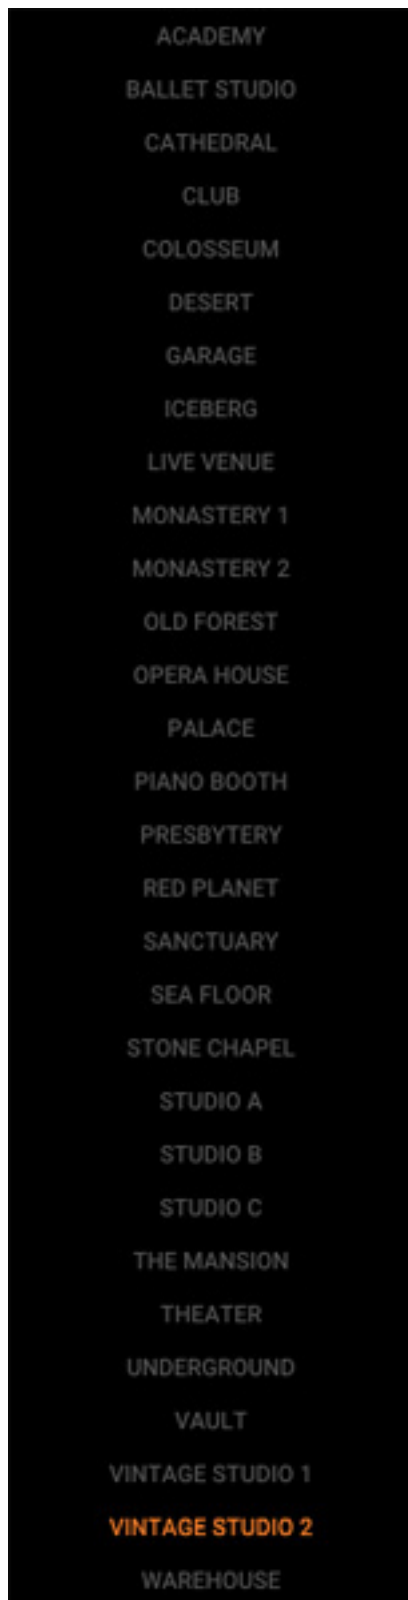 ACADEMY
BALLET STUDIO
CATHEDRAL
CLUB
COLOSSEUM
DESERT
GARAGE
ICEBERG
LIVE VENUE
MONASTERY 1
MONASTERY 2
OLD FOREST
OPERA HOUSE
PALACE
PIANO BOOTH
PRESBYTERY
RED PLANET
SANCTUARY
SEA FLOOR
STONE CHAPEL
STUDIO A
STUDIO B
STUDIO C
THE MANSION
THEATER
UNDERGROUND
VAULT
VINTAGE STUDIO 1
VINTAGE STUDIO 2
WAREHOUSE